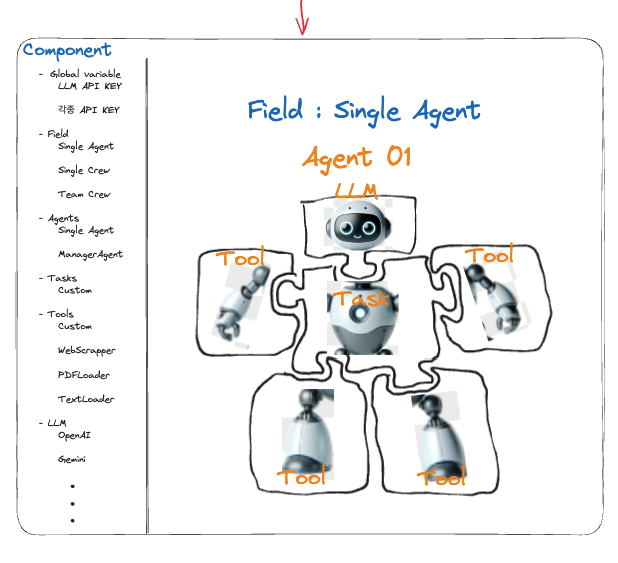 Component
- Global variable
LLM API KEY
각종 API KEY
- Field
Single Agent
Single Crew
Team Crew
- Agents
Single Agent
ManagerAgent
- Tasks
Custom
- Tools
Custom
WebScrapper
PDFLoader
TextLoader
- LLM
OpenAI
Gemini
Field : Single Agent
Agent 01
LLM
Tool
Tool
Task
Tool
Tool